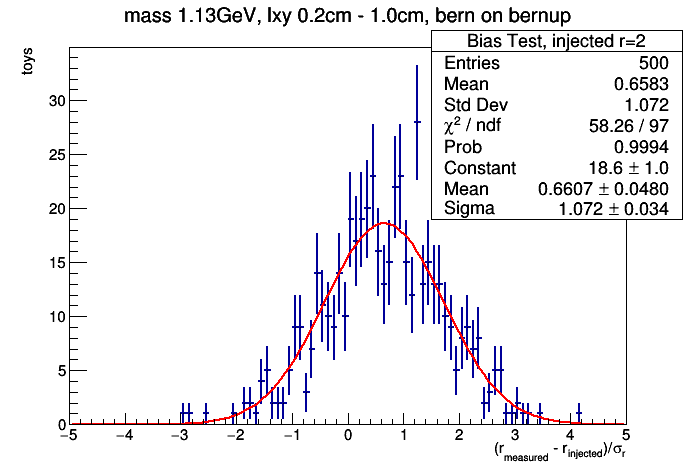 mass 1.13GeV, lxy 0.2cm - 1.0cm, bern on bernup
toys
Bias Test, injected r=2
Entries 500
Mean 0.6583
Std Dev 1.072
χ² / ndf 58.26 / 97
Prob 0.9994
Constant 18.6 ± 1.0
Mean 0.6607 ± 0.0480
Sigma 1.072 ± 0.034
30
25
20
15
10
5
0
−5 −4 −3 −2 −1 0 1 2 3 4 5
(r_measured - r_injected)/σ_r